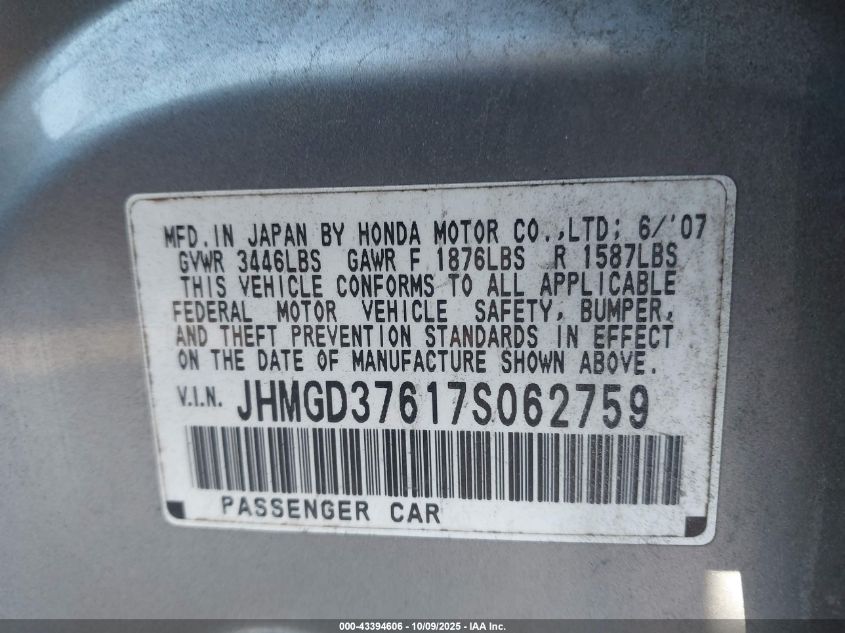 MFD. IN JAPAN BY HONDA MOTOR CO.,LTD; 6/'07
GVWR 3446LBS GAWR F 1876LBS R 1587LBS
THIS VEHICLE CONFORMS TO ALL APPLICABLE
FEDERAL MOTOR VEHICLE SAFETY, BUMPER,
AND THEFT PREVENTION STANDARDS IN EFFECT
ON THE DATE OF MANUFACTURE SHOWN ABOVE.
V.I.N. JHMGD37617S062759
PASSENGER CAR
000-43394606 - 10/09/2025 - IAA Inc.